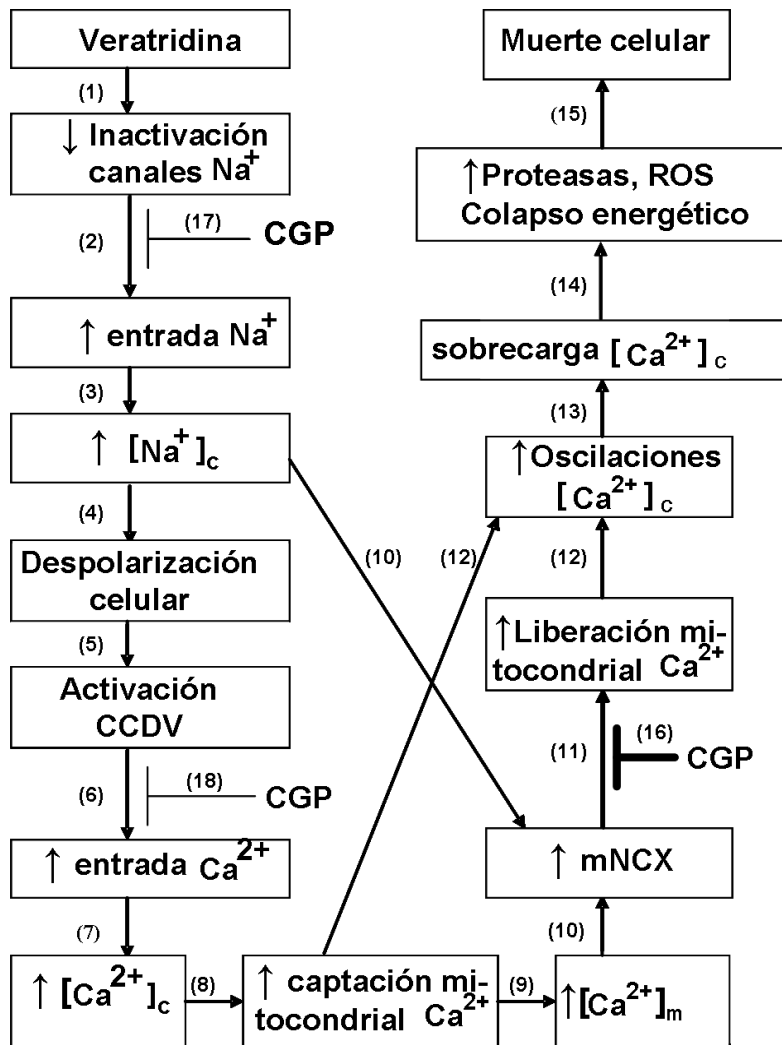 Veratridina
(1)
↓ Inactivación
canales Na+
(2)
(17)
CGP
↑ entrada Na+
(3)
↑ [Na+]c
(4)
(10)
Despolarización
celular
(5)
Activación
CCDV
(6)
(18)
CGP
↑ entrada Ca2+
(7)
↑ [Ca2+]c
(8)
↑ captación mi-
tocondrial Ca2+
(9)
↑[Ca2+]m
(10)
↑ mNCX
(11)
(16)
CGP
↑Liberación mi-
tocondrial Ca2+
(12)
(12)
↑Oscilaciones
[Ca2+]c
(13)
sobrecarga [Ca2+]c
(14)
↑Proteasas, ROS
Colapso energético
(15)
Muerte celular